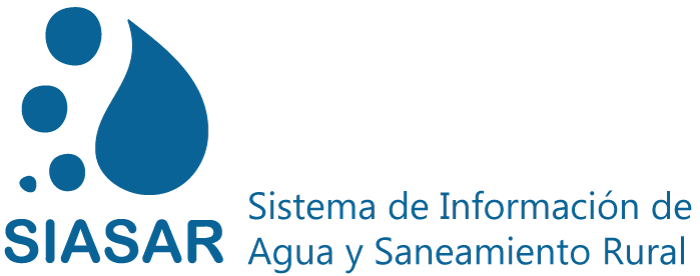 SIASAR
Sistema de Información de
Agua y Saneamiento Rural